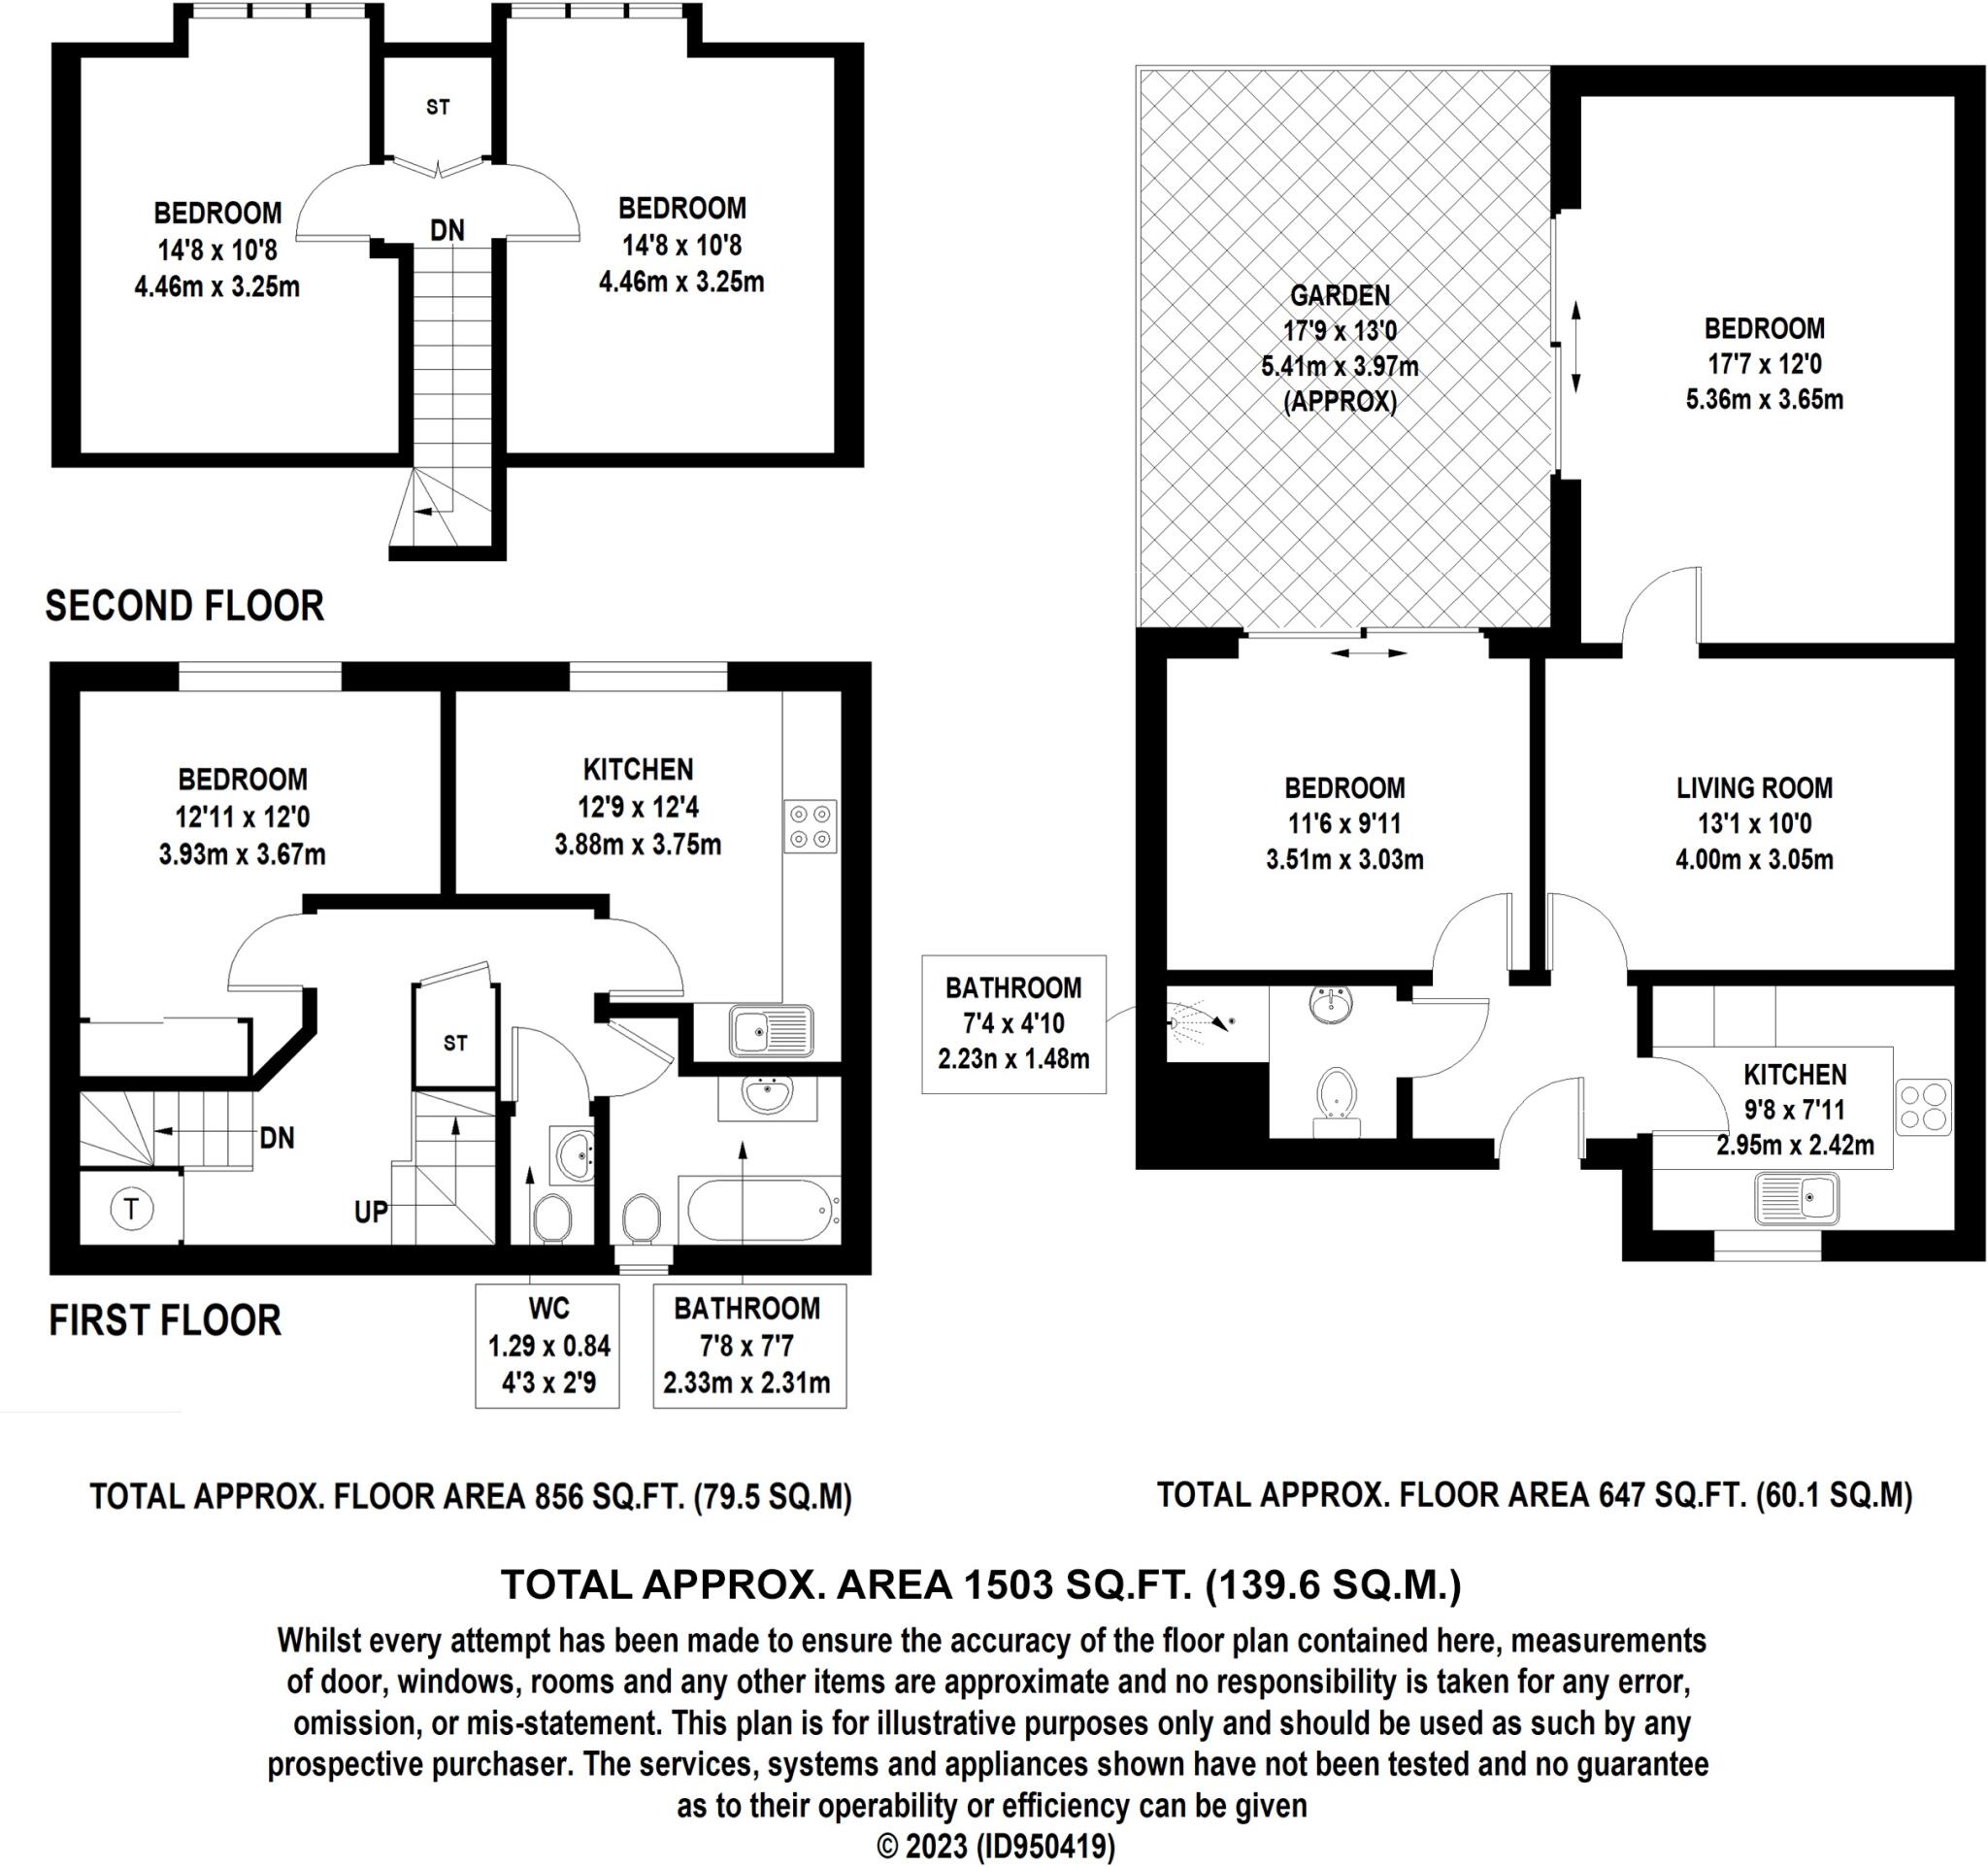 ST
BEDROOM
14'8 x 10'8
4.46m x 3.25m
DN
BEDROOM
14'8 x 10'8
4.46m x 3.25m
SECOND FLOOR
BEDROOM
12'11 x 12'0
3.93m x 3.67m
KITCHEN
12'9 x 12'4
3.88m x 3.75m
ST
DN
T
UP
FIRST FLOOR
WC
1.29 x 0.84
4'3 x 2'9
BATHROOM
7'8 x 7'7
2.33m x 2.31m
GARDEN
17'9 x 13'0
5.41m x 3.97m
(APPROX)
BEDROOM
17'7 x 12'0
5.36m x 3.65m
BEDROOM
11'6 x 9'11
3.51m x 3.03m
LIVING ROOM
13'1 x 10'0
4.00m x 3.05m
BATHROOM
7'4 x 4'10
2.23n x 1.48m
KITCHEN
9'8 x 7'11
2.95m x 2.42m
TOTAL APPROX. FLOOR AREA 856 SQ.FT. (79.5 SQ.M)
TOTAL APPROX. FLOOR AREA 647 SQ.FT. (60.1 SQ.M)
TOTAL APPROX. AREA 1503 SQ.FT. (139.6 SQ.M.)
Whilst every attempt has been made to ensure the accuracy of the floor plan contained here, measurements
of door, windows, rooms and any other items are approximate and no responsibility is taken for any error,
omission, or mis-statement. This plan is for illustrative purposes only and should be used as such by any
prospective purchaser. The services, systems and appliances shown have not been tested and no guarantee
as to their operability or efficiency can be given
© 2023 (ID950419)